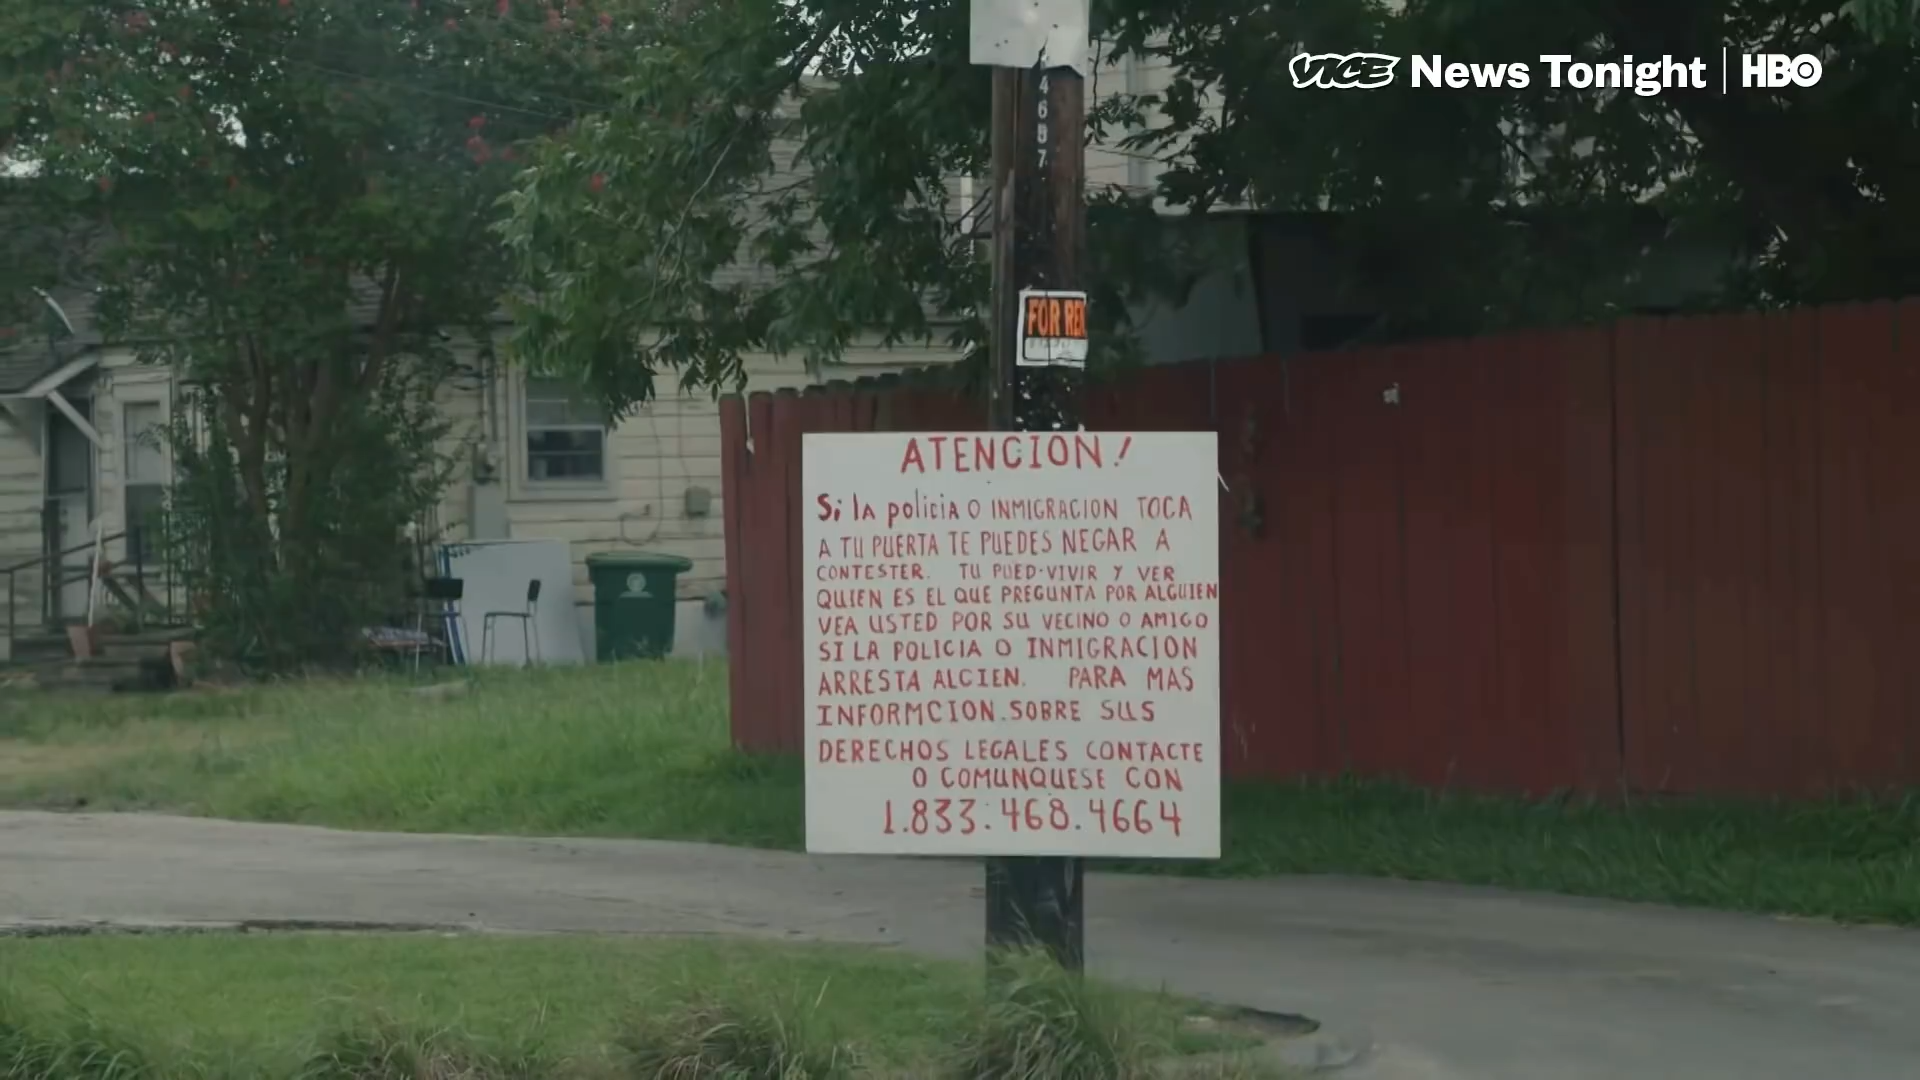 VICE News Tonight | HBO
4687
FOR REN
ATENCION!
Si la policia O INMIGRACION TOCA
A TU PUERTA TE PUEDES NEGAR A
CONTESTER. TU PUED-VIVIR Y VER
QUIEN ES EL QUE PREGUNTA POR ALGUIEN
VEA USTED POR SU VECINO O AMIGO
SI LA POLICIA O INMIGRACION
ARRESTA ALCIEN. PARA MAS
INFORMCION. SOBRE SUS
DERECHOS LEGALES CONTACTE
O COMUNQUESE CON
1.833.468.4664